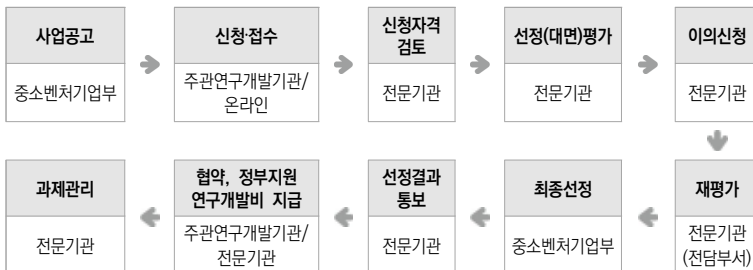 사업공고
중소벤처기업부
신청·접수
주관연구개발기관/
온라인
신청자격
검토
전문기관
선정(대면)평가
전문기관
이의신청
전문기관
재평가
전문기관
(전담부서)
최종선정
중소벤처기업부
선정결과
통보
전문기관
협약, 정부지원
연구개발비 지급
주관연구개발기관/
전문기관
과제관리
전문기관